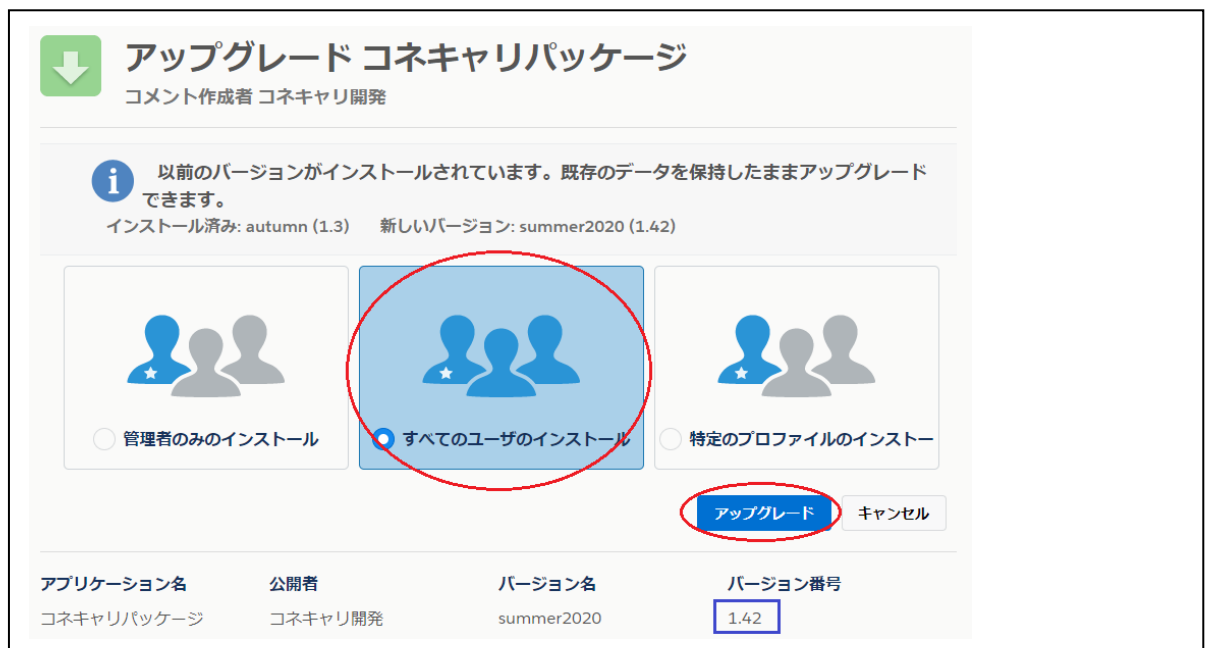 アップグレード コネキャリパッケージ
コメント作成者 コネキャリ開発
以前のバージョンがインストールされています。既存のデータを保持したままアップグレード
できます。
インストール済み: autumn (1.3) 新しいバージョン: summer2020 (1.42)
管理者のみのインストール すべてのユーザのインストール 特定のプロファイルのインストー
アップグレード キャンセル
アプリケーション名 公開者 バージョン名 バージョン番号
コネキャリパッケージ コネキャリ開発 summer2020 1.42